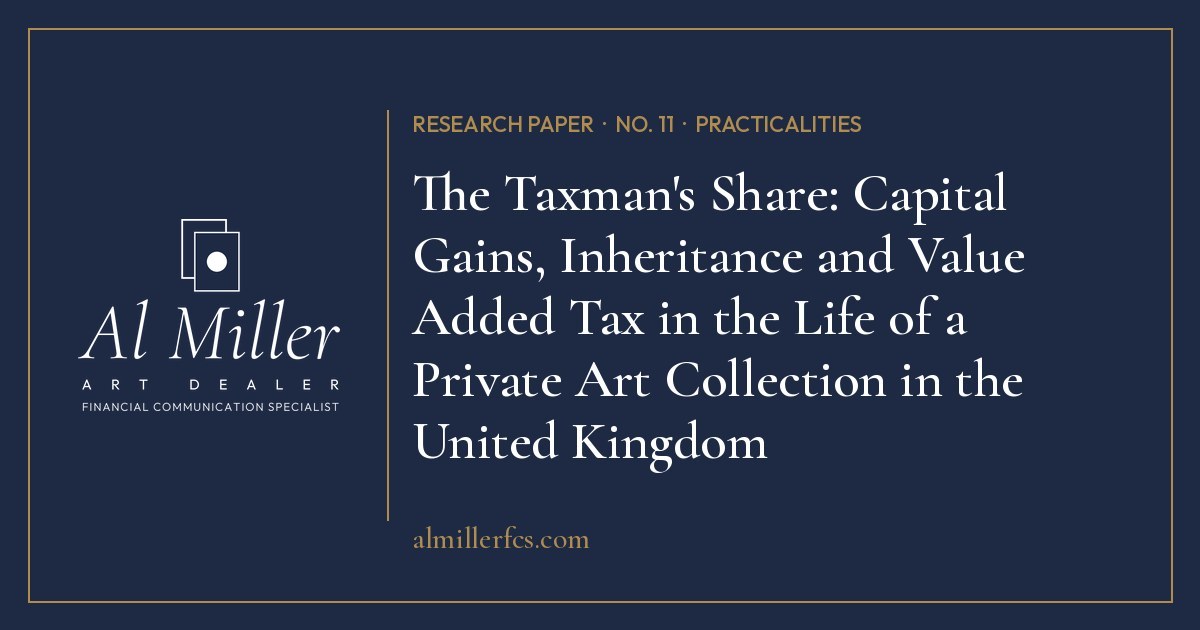 Al Miller
ART DEALER
FINANCIAL COMMUNICATION SPECIALIST
RESEARCH PAPER · NO. 11 · PRACTICALITIES
The Taxman's Share: Capital
Gains, Inheritance and Value
Added Tax in the Life of a
Private Art Collection in the
United Kingdom
almillerfcs.com